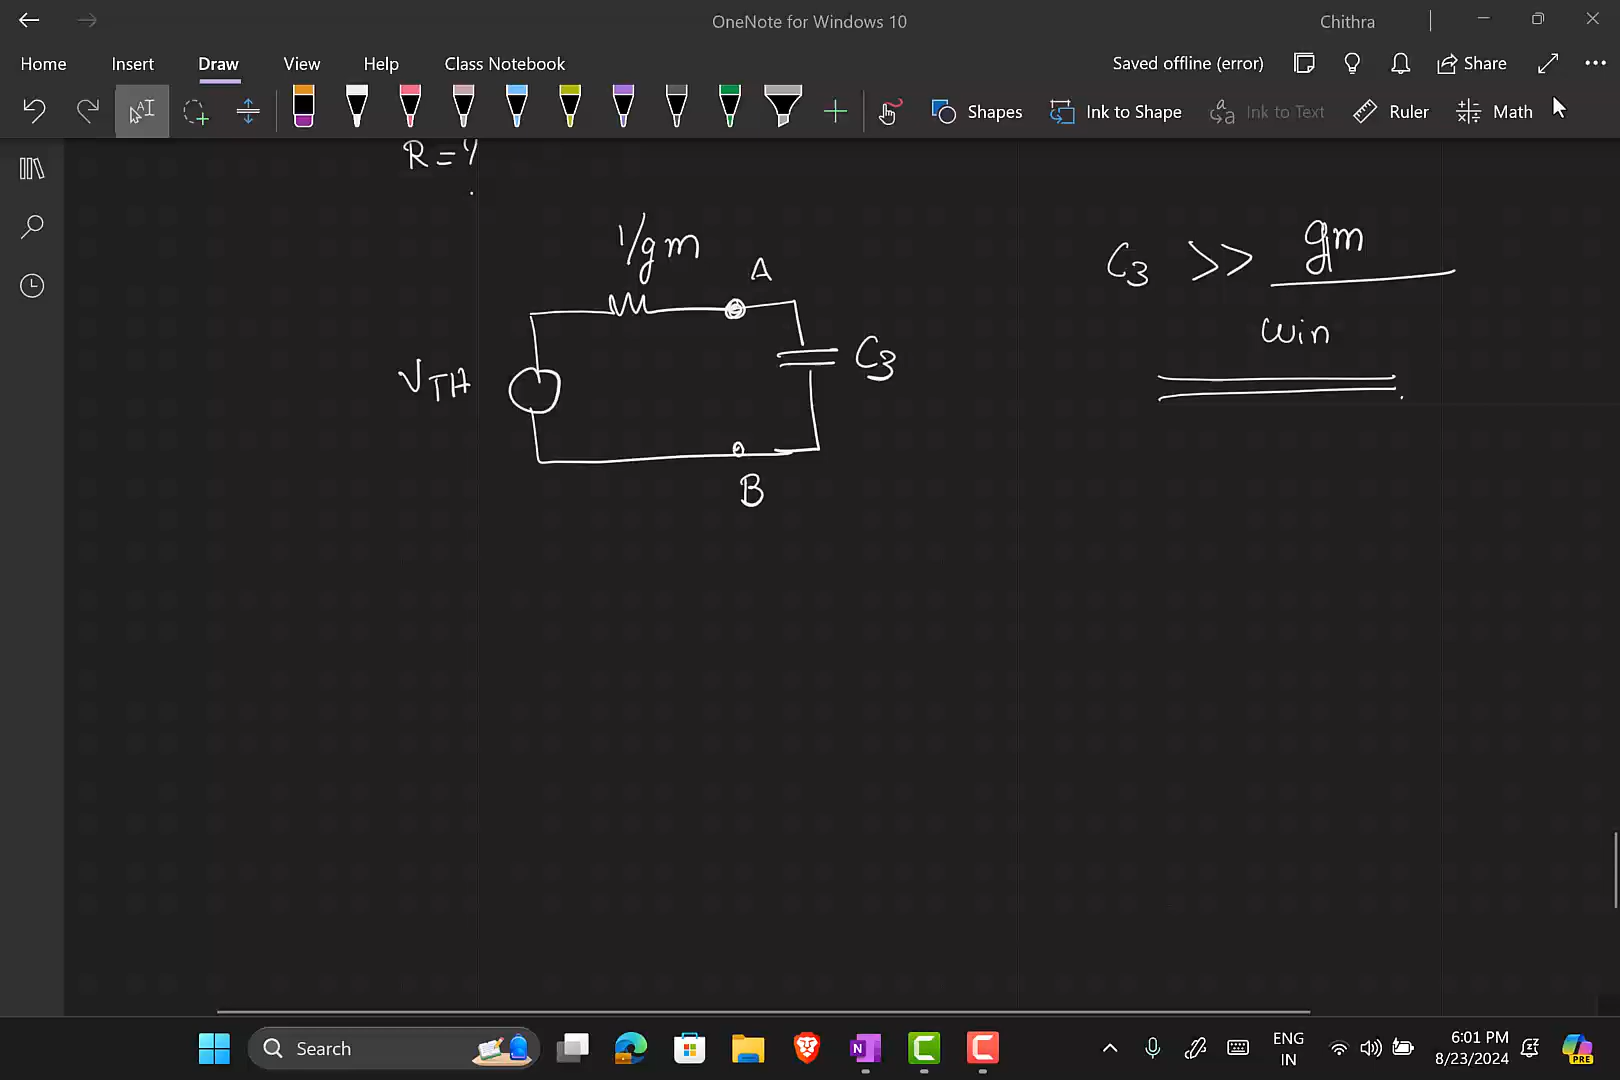 OneNote for Windows 10
Chithra
Home Insert Draw View Help Class Notebook
Saved offline (error)
Share
Shapes
Ink to Shape
Ink to Text
Ruler
Math
R = ?
1/gm
A
VTH
C3
B
C3 >> gm
win
Search
ENG
IN
6:01 PM
8/23/2024
PRE